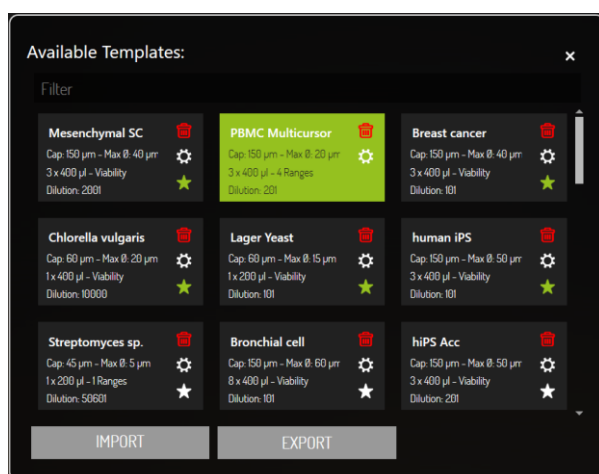 Available Templates:
×
Filter
Mesenchymal SC
Cap: 150 µm - Max Ø: 40 µm
3 x 400 µl - Viability
Dilution: 2001
PBMC Multicursor
Cap: 150 µm - Max Ø: 20 µm
3 x 400 µl - 4 Ranges
Dilution: 201
Breast cancer
Cap: 150 µm - Max Ø: 40 µm
3 x 400 µl - Viability
Dilution: 101
Chlorella vulgaris
Cap: 60 µm - Max Ø: 20 µm
1 x 400 µl - Viability
Dilution: 10000
Lager Yeast
Cap: 60 µm - Max Ø: 15 µm
1 x 200 µl - Viability
Dilution: 101
human iPS
Cap: 150 µm - Max Ø: 50 µm
3 x 400 µl - Viability
Dilution: 101
Streptomyces sp.
Cap: 45 µm - Max Ø: 5 µm
1 x 200 µl - 1 Ranges
Dilution: 50601
Bronchial cell
Cap: 150 µm - Max Ø: 60 µm
8 x 400 µl - Viability
Dilution: 101
hiPS Acc
Cap: 150 µm - Max Ø: 50 µm
3 x 400 µl - Viability
Dilution: 201
IMPORT
EXPORT